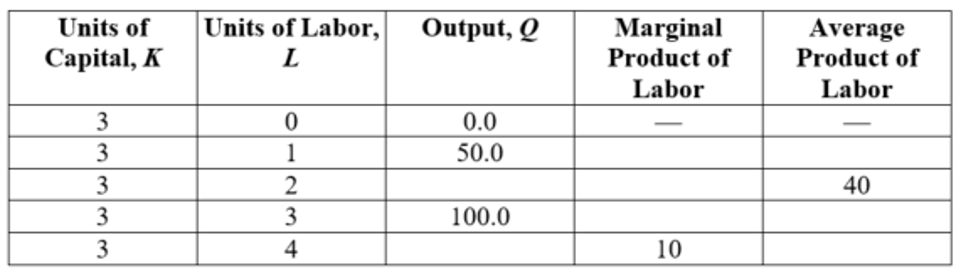 Units of Capital, K | Units of Labor, L | Output, Q | Marginal Product of Labor | Average Product of Labor
3 | 0 | 0.0 | — | —
3 | 1 | 50.0 | |
3 | 2 | | | 40
3 | 3 | 100.0 | |
3 | 4 | | 10 |